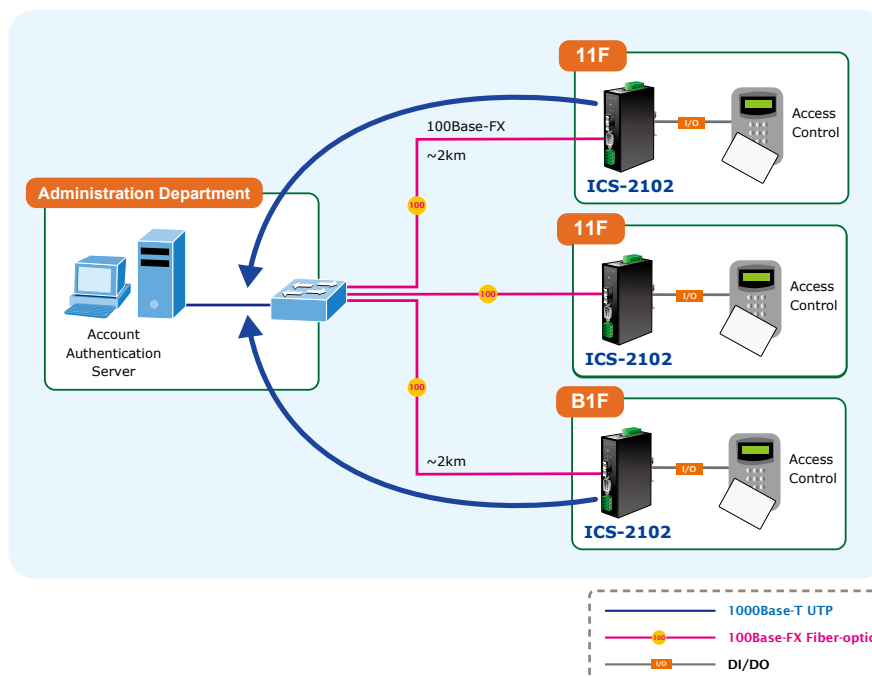 11F
100Base-FX
~2km
I/O
Access
Control
ICS-2102
100
Administration Department
11F
100
I/O
Access
Control
ICS-2102
Account
Authentication
Server
100
B1F
~2km
I/O
Access
Control
ICS-2102
1000Base-T UTP
100
100Base-FX Fiber-optic
I/O
DI/DO